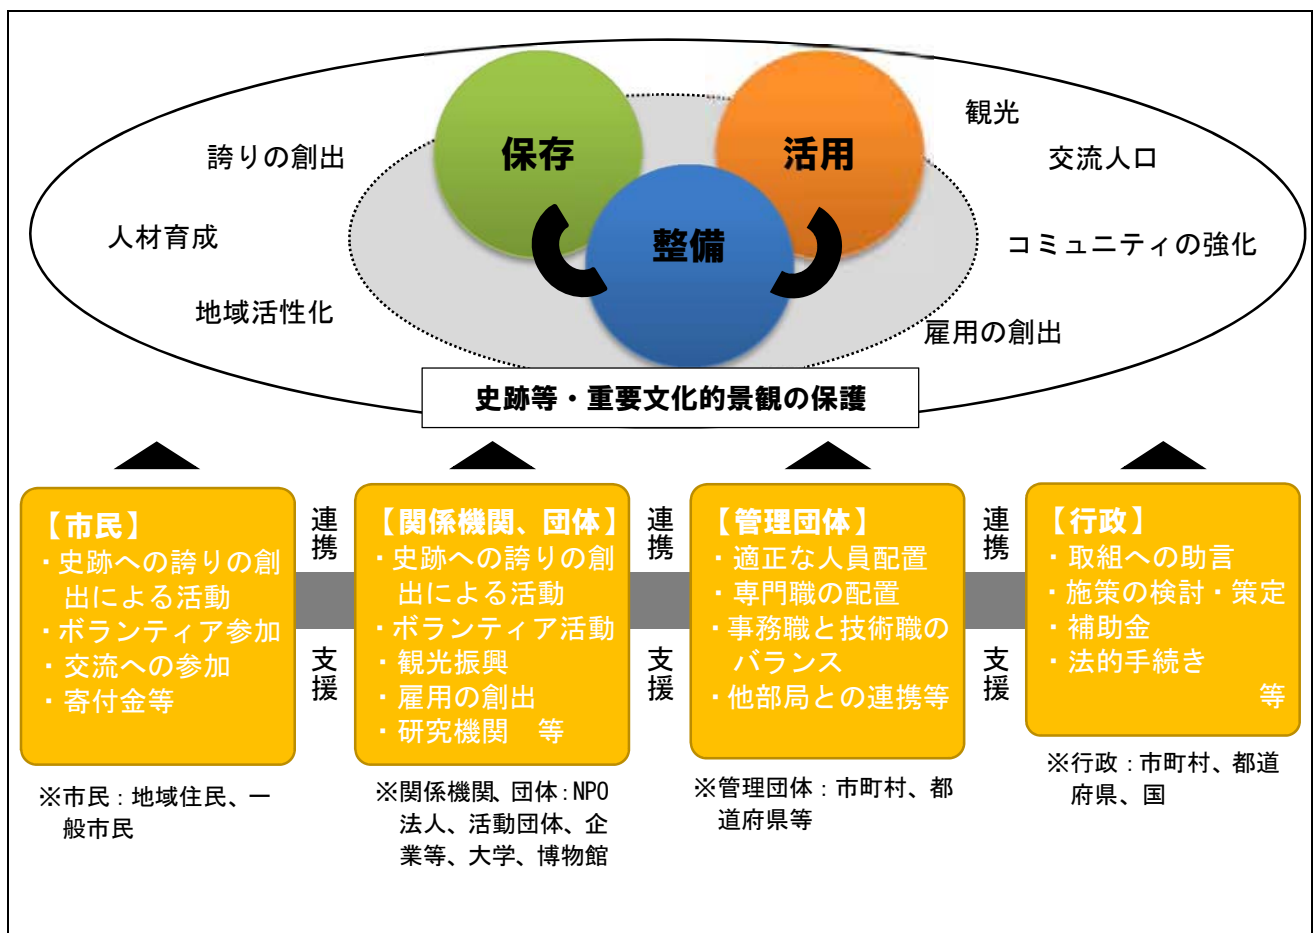 保存
活用
整備
誇りの創出
人材育成
地域活性化
観光
交流人口
コミュニティの強化
雇用の創出
史跡等・重要文化的景観の保護
【市民】
・史跡への誇りの創
出による活動
・ボランティア参加
・交流への参加
・寄付金等
連携
支援
【関係機関、団体】
・史跡への誇りの創
出による活動
・ボランティア活動
・観光振興
・雇用の創出
・研究機関　等
連携
支援
【管理団体】
・適正な人員配置
・専門職の配置
・事務職と技術職の
バランス
・他部局との連携等
連携
支援
【行政】
・取組への助言
・施策の検討・策定
・補助金
・法的手続き
等
※市民：地域住民、一
般市民
※関係機関、団体：NPO
法人、活動団体、企
業等、大学、博物館
※管理団体：市町村、都
道府県等
※行政：市町村、都道
府県、国